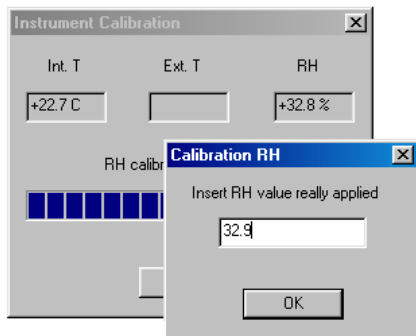 Instrument Calibration
Int. T Ext. T RH
+22.7 C +32.8 %
RH calibr
Calibration RH
Insert RH value really applied
32.9
OK